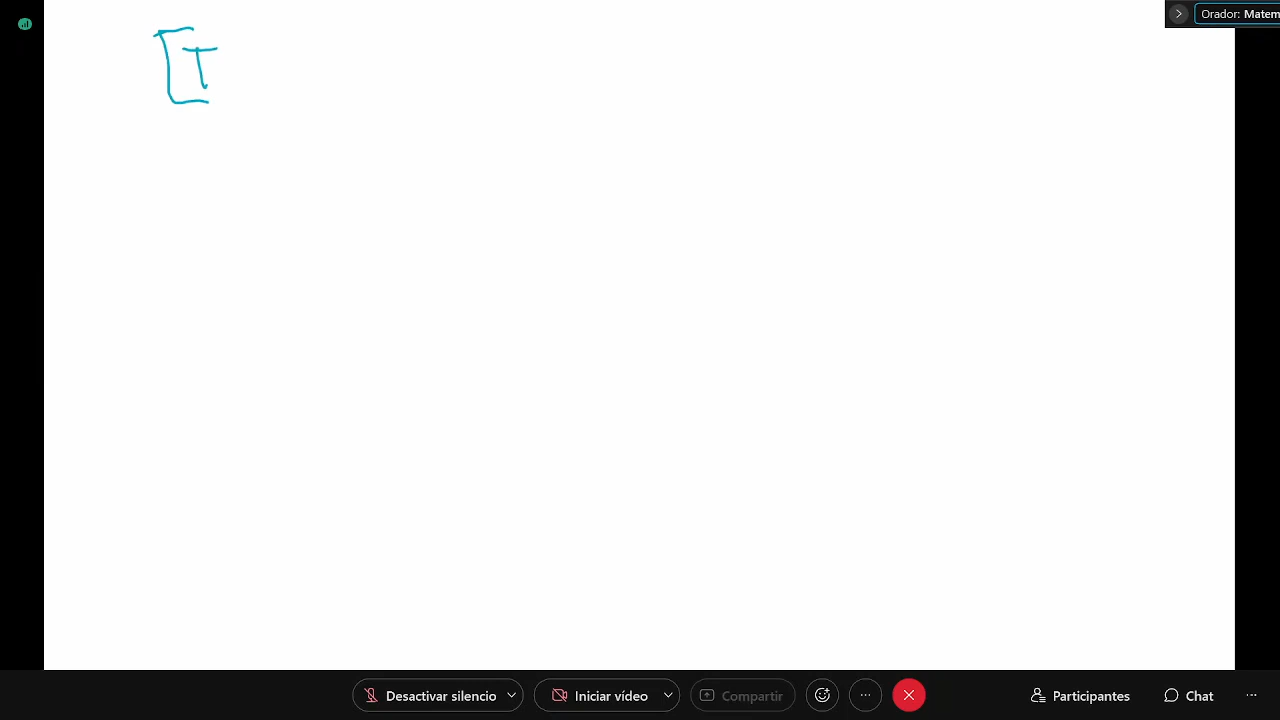 Orador: Matem
[T
Desactivar silencio
Iniciar vídeo
Compartir
Participantes
Chat